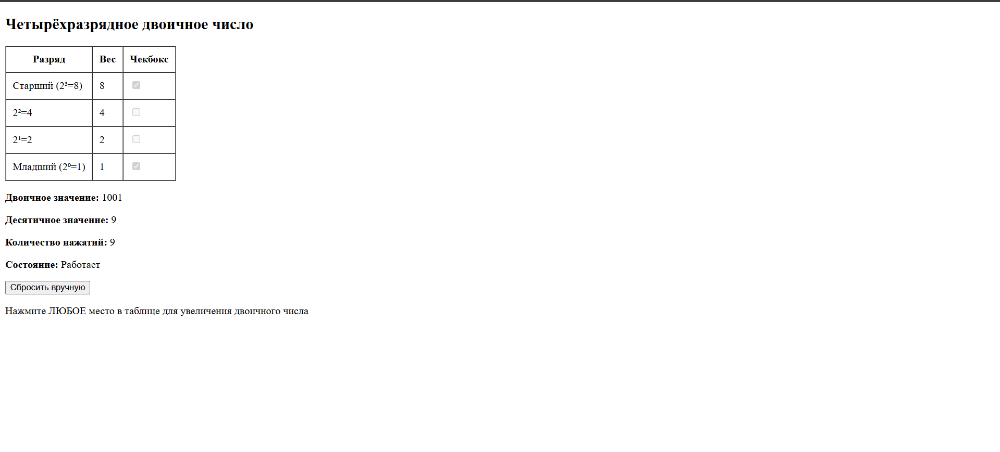 Четырёхразрядное двоичное число
Разряд Вес Чекбокс
Старший (2³=8) 8
2²=4 4
2¹=2 2
Младший (2⁰=1) 1
Двоичное значение: 1001
Десятичное значение: 9
Количество нажатий: 9
Состояние: Работает
Сбросить вручную
Нажмите ЛЮБОЕ место в таблице для увеличения двоичного числа